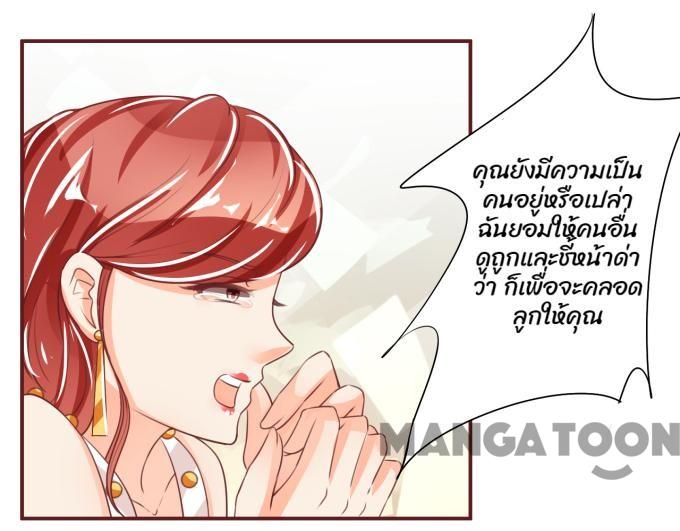 คุณยังมีความเป็น
คนอยู่หรือเปล่า
ฉันยอมให้คนอื่น
ดูถูกและชี้หน้าด่า
ว่า ก็เพื่อจะคลอด
ลูกให้คุณ
MANGATOON